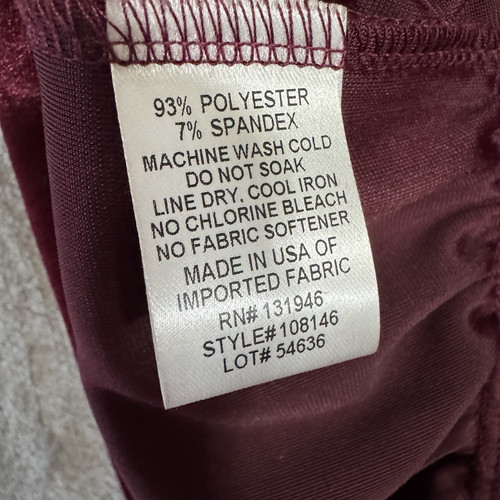 93% POLYESTER
7% SPANDEX
MACHINE WASH COLD
DO NOT SOAK
LINE DRY. COOL IRON
NO CHLORINE BLEACH
NO FABRIC SOFTENER
MADE IN USA OF
IMPORTED FABRIC
RN# 131946
STYLE#108146
LOT# 54636